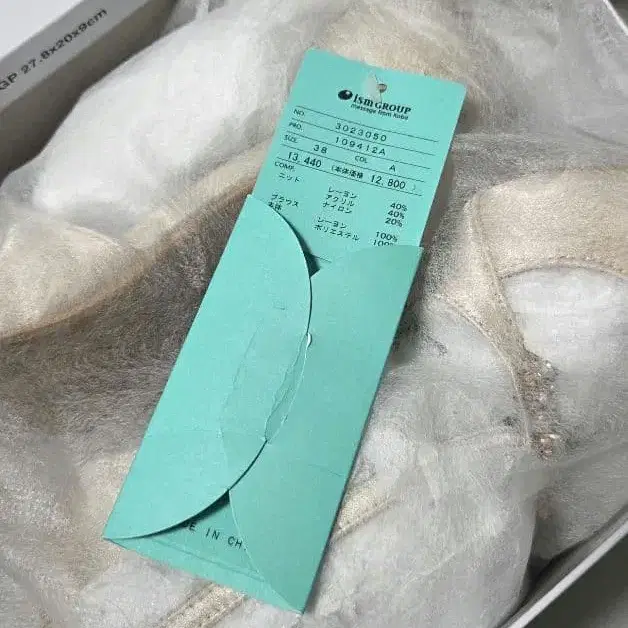 GP 27.8x20x9cm
ism GROUP
message from Kobe
NO. 3023050
PRO. 109412A
SIZE 38 COL A
13,440 (本体価格 12,800)
COMP.
ニット レーヨン 40%
アクリル 40%
ナイロン 20%
ブラウス レーヨン 100%
本体 ポリエステル 100%
E IN CH